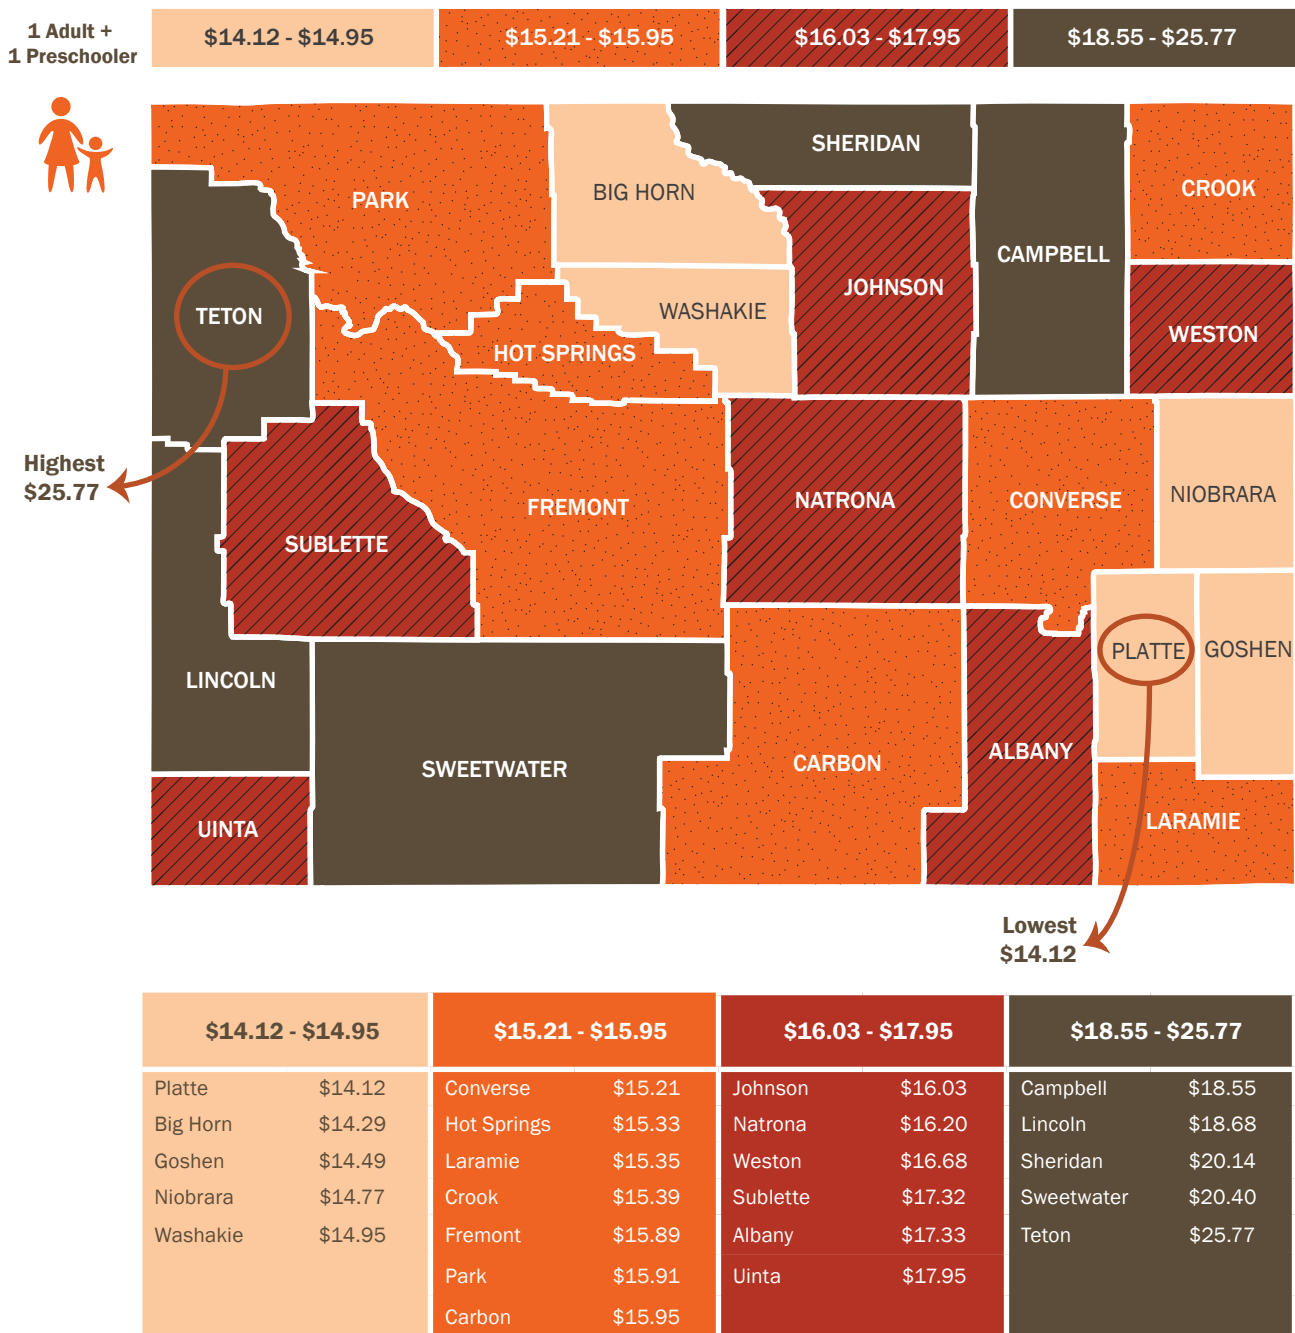 1 Adult +
1 Preschooler
$14.12 - $14.95
$15.21 - $15.95
$16.03 - $17.95
$18.55 - $25.77
SHERIDAN
PARK
BIG HORN
CROOK
CAMPBELL
JOHNSON
TETON
WASHAKIE
WESTON
HOT SPRINGS
Highest
$25.77
FREMONT
NATRONA
CONVERSE
NIOBRARA
SUBLETTE
PLATTE
GOSHEN
LINCOLN
SWEETWATER
CARBON
ALBANY
UINTA
LARAMIE
Lowest
$14.12
$14.12 - $14.95
$15.21 - $15.95
$16.03 - $17.95
$18.55 - $25.77
Platte $14.12
Converse $15.21
Johnson $16.03
Campbell $18.55
Big Horn $14.29
Hot Springs $15.33
Natrona $16.20
Lincoln $18.68
Goshen $14.49
Laramie $15.35
Weston $16.68
Sheridan $20.14
Niobrara $14.77
Crook $15.39
Sublette $17.32
Sweetwater $20.40
Washakie $14.95
Fremont $15.89
Albany $17.33
Teton $25.77
Park $15.91
Uinta $17.95
Carbon $15.95